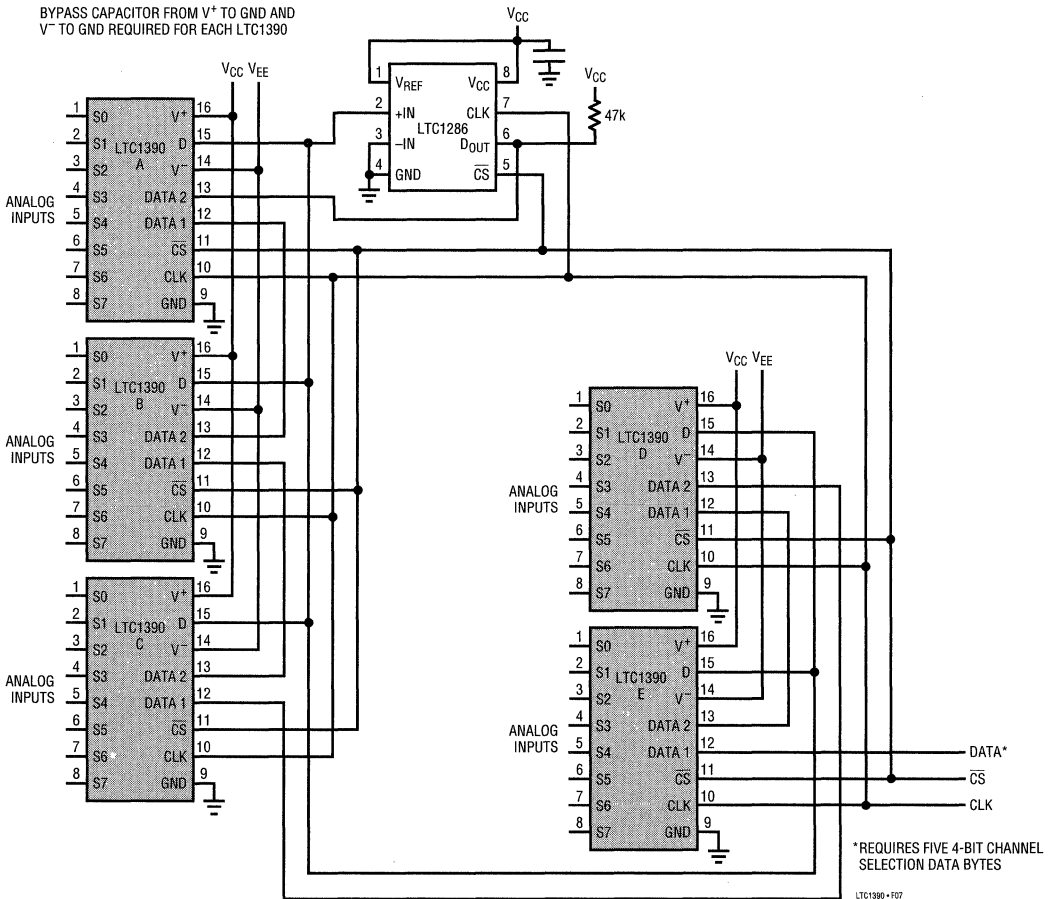 BYPASS CAPACITOR FROM V+ TO GND AND
V− TO GND REQUIRED FOR EACH LTC1390
VCC VEE
1 S0 V+ 16
2 S1 D 15
3 S2 V− 14
4 S3 DATA 2 13
5 S4 DATA 1 12
6 S5 CS 11
7 S6 CLK 10
8 S7 GND 9
LTC1390
A
ANALOG
INPUTS
VCC
1 VREF VCC 8
2 +IN CLK 7
3 −IN DOUT 6
4 GND CS 5
LTC1286
VCC
47k
1 S0 V+ 16
2 S1 D 15
3 S2 V− 14
4 S3 DATA 2 13
5 S4 DATA 1 12
6 S5 CS 11
7 S6 CLK 10
8 S7 GND 9
LTC1390
B
ANALOG
INPUTS
1 S0 V+ 16
2 S1 D 15
3 S2 V− 14
4 S3 DATA 2 13
5 S4 DATA 1 12
6 S5 CS 11
7 S6 CLK 10
8 S7 GND 9
LTC1390
C
ANALOG
INPUTS
VCC VEE
1 S0 V+ 16
2 S1 D 15
3 S2 V− 14
4 S3 DATA 2 13
5 S4 DATA 1 12
6 S5 CS 11
7 S6 CLK 10
8 S7 GND 9
LTC1390
D
ANALOG
INPUTS
1 S0 V+ 16
2 S1 D 15
3 S2 V− 14
4 S3 DATA 2 13
5 S4 DATA 1 12
6 S5 CS 11
7 S6 CLK 10
8 S7 GND 9
LTC1390
E
ANALOG
INPUTS
DATA*
CS
CLK
*REQUIRES FIVE 4-BIT CHANNEL
SELECTION DATA BYTES
LTC1390 • F07